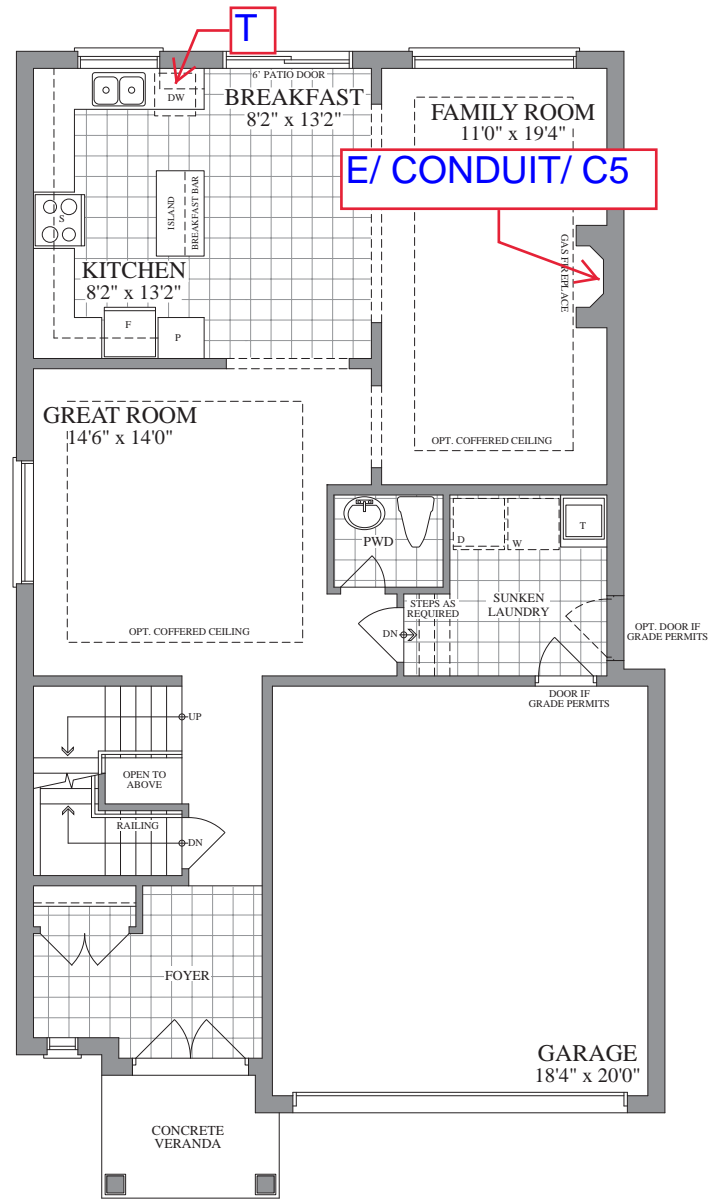 T
6' PATIO DOOR
DW
BREAKFAST
8'2" x 13'2"
FAMILY ROOM
11'0" x 19'4"
E/ CONDUIT/ C5
ISLAND
BREAKFAST BAR
S
GAS FIREPLACE
KITCHEN
8'2" x 13'2"
F
P
GREAT ROOM
14'6" x 14'0"
OPT. COFFERED CEILING
PWD
D
W
T
STEPS AS
REQUIRED
SUNKEN
LAUNDRY
DN
OPT. DOOR IF
GRADE PERMITS
OPT. COFFERED CEILING
DOOR IF
GRADE PERMITS
UP
OPEN TO
ABOVE
RAILING
DN
FOYER
GARAGE
18'4" x 20'0"
CONCRETE
VERANDA